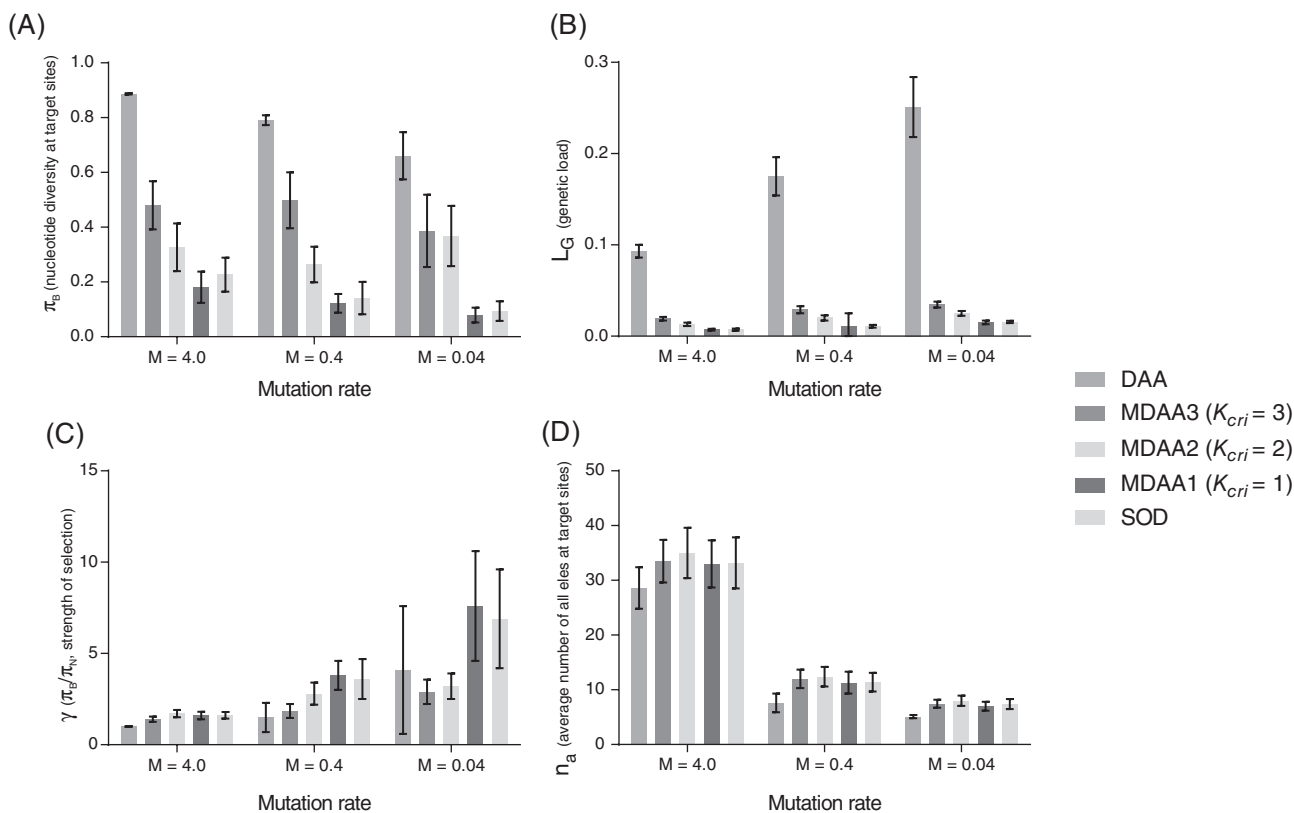 (A)
π_B (nucleotide diversity at target sites)
1.0
0.8
0.6
0.4
0.2
0.0
M = 4.0 M = 0.4 M = 0.04
Mutation rate
(B)
L_G (genetic load)
0.3
0.2
0.1
0.0
M = 4.0 M = 0.4 M = 0.04
Mutation rate
(C)
γ (π_B/π_N, strength of selection)
15
10
5
0
M = 4.0 M = 0.4 M = 0.04
Mutation rate
(D)
n_a (average number of all eles at target sites)
50
40
30
20
10
0
M = 4.0 M = 0.4 M = 0.04
Mutation rate
DAA
MDAA3 (K_cri = 3)
MDAA2 (K_cri = 2)
MDAA1 (K_cri = 1)
SOD